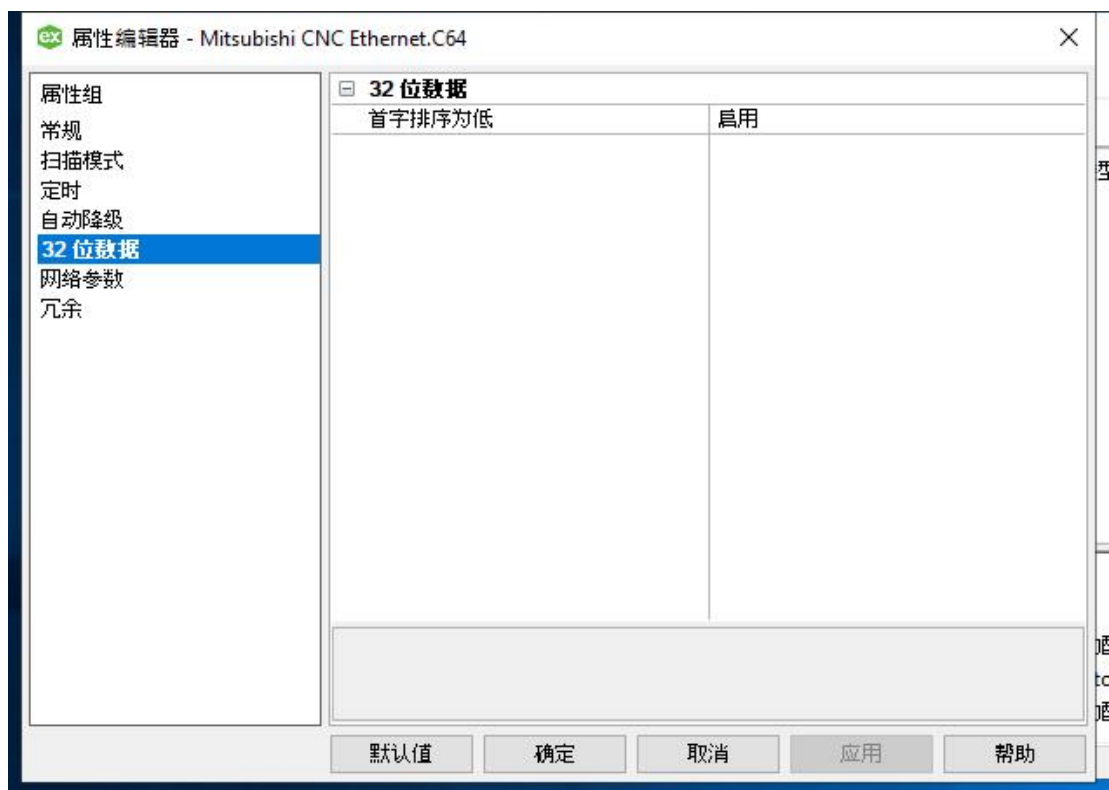 ex 属性编辑器 - Mitsubishi CNC Ethernet.C64
属性组
常规
扫描模式
定时
自动降级
32 位数据
网络参数
冗余
32 位数据
首字排序为低 启用
默认值 确定 取消 应用 帮助